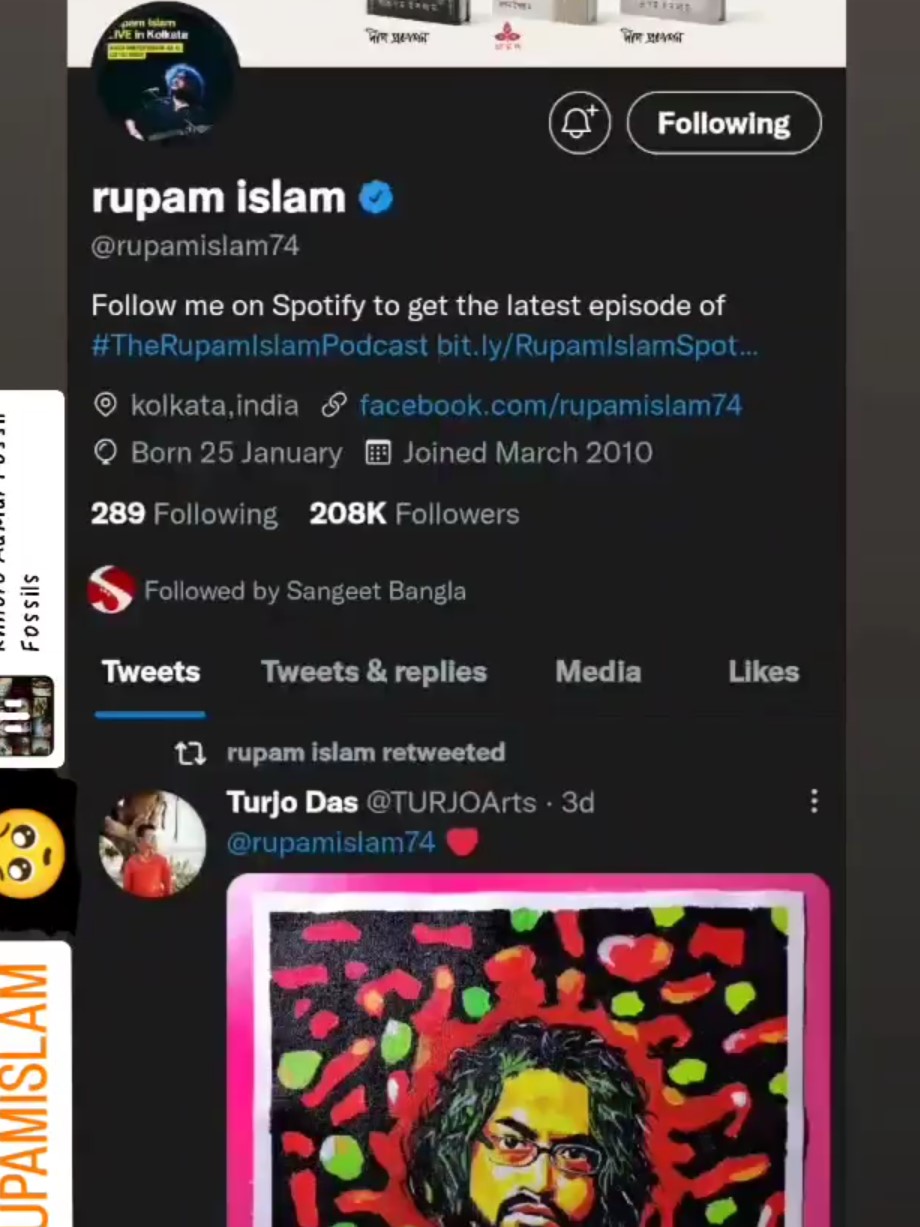 pam Islam
LIVE in Kolkata
দীপ প্রকাশন
দীপ প্রকাশন
Following
rupam islam
@rupamislam74
Follow me on Spotify to get the latest episode of
#TheRupamIslamPodcast bit.ly/RupamIslamSpot...
kolkata,india facebook.com/rupamislam74
Born 25 January Joined March 2010
289 Following 208K Followers
Followed by Sangeet Bangla
Fossils
Tweets Tweets & replies Media Likes
rupam islam retweeted
Turjo Das @TURJOArts · 3d
@rupamislam74
UPAMISLAM